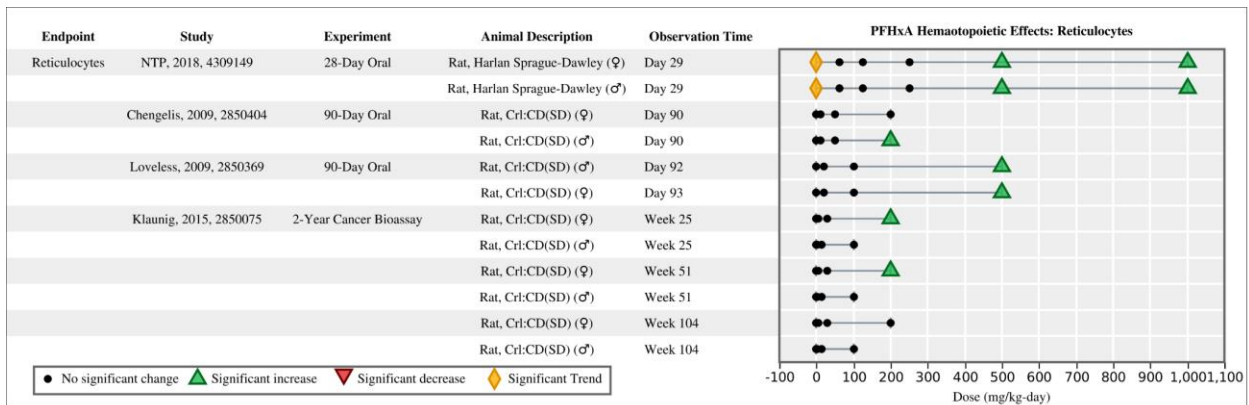 PFHxA Hemaotopoietic Effects: Reticulocytes
Endpoint Study Experiment Animal Description Observation Time
Reticulocytes NTP, 2018, 4309149 28-Day Oral Rat, Harlan Sprague-Dawley (♀) Day 29
Rat, Harlan Sprague-Dawley (♂) Day 29
Chengelis, 2009, 2850404 90-Day Oral Rat, Crl:CD(SD) (♀) Day 90
Rat, Crl:CD(SD) (♂) Day 90
Loveless, 2009, 2850369 90-Day Oral Rat, Crl:CD(SD) (♂) Day 92
Rat, Crl:CD(SD) (♀) Day 93
Klaunig, 2015, 2850075 2-Year Cancer Bioassay Rat, Crl:CD(SD) (♀) Week 25
Rat, Crl:CD(SD) (♂) Week 25
Rat, Crl:CD(SD) (♀) Week 51
Rat, Crl:CD(SD) (♂) Week 51
Rat, Crl:CD(SD) (♀) Week 104
Rat, Crl:CD(SD) (♂) Week 104
No significant change Significant increase Significant decrease Significant Trend
-100 0 100 200 300 400 500 600 700 800 900 1,000 1,100
Dose (mg/kg-day)